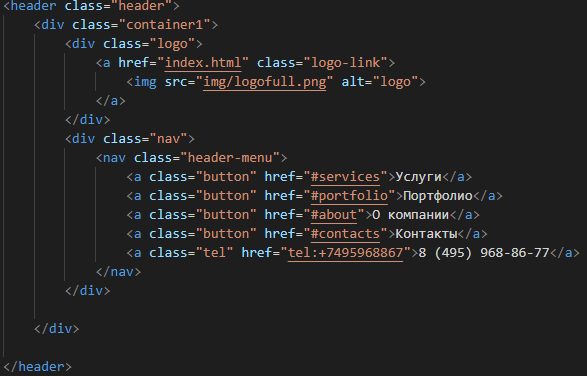 <header class="header">
    <div class="container1">
        <div class="logo">
            <a href="index.html" class="logo-link">
                <img src="img/logofull.png" alt="logo">
            </a>
        </div>
        <div class="nav">
            <nav class="header-menu">
                <a class="button" href="#services">Услуги</a>
                <a class="button" href="#portfolio">Портфолио</a>
                <a class="button" href="#about">О компании</a>
                <a class="button" href="#contacts">Контакты</a>
                <a class="tel" href="tel:+7495968867">8 (495) 968-86-77</a>
            </nav>
        </div>
    </div>
</header>